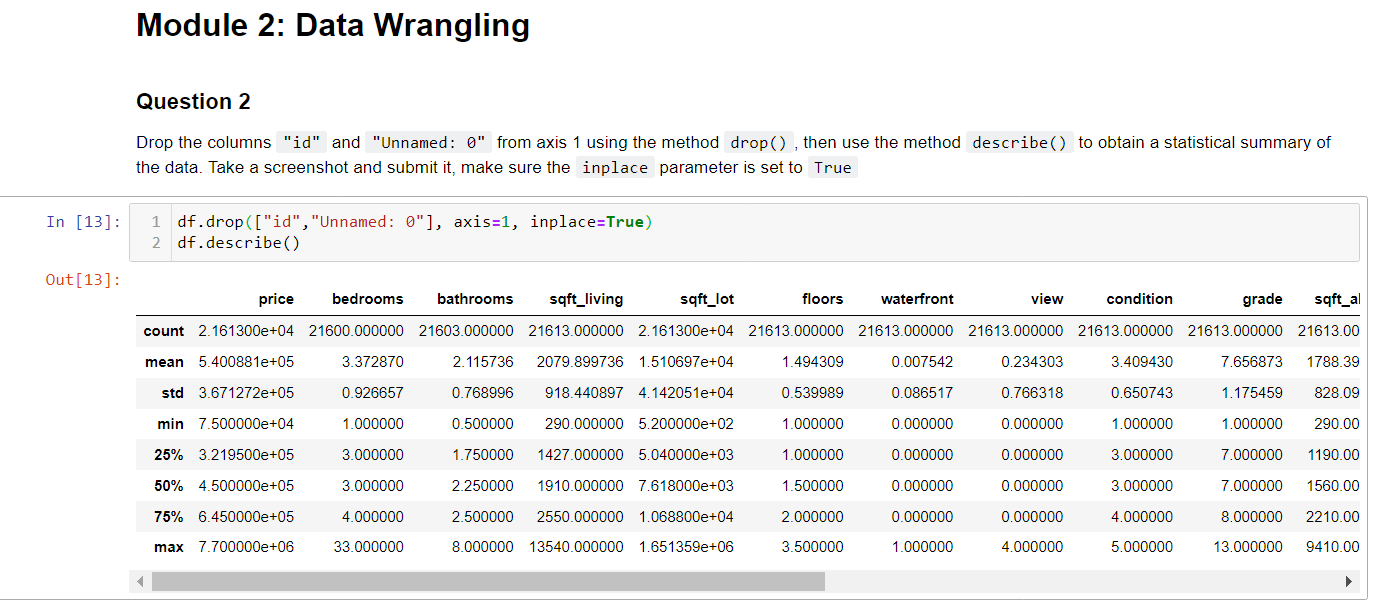 Module 2: Data Wrangling
Question 2
Drop the columns "id" and "Unnamed: 0" from axis 1 using the method drop() , then use the method describe() to obtain a statistical summary of
the data. Take a screenshot and submit it, make sure the inplace parameter is set to True
In [13]: 1 df.drop(["id","Unnamed: 0"], axis=1, inplace=True)
2 df.describe()
Out[13]:
price bedrooms bathrooms sqft_living sqft_lot floors waterfront view condition grade sqft_al
count 2.161300e+04 21600.000000 21603.000000 21613.000000 2.161300e+04 21613.000000 21613.000000 21613.000000 21613.000000 21613.000000 21613.00
mean 5.400881e+05 3.372870 2.115736 2079.899736 1.510697e+04 1.494309 0.007542 0.234303 3.409430 7.656873 1788.39
std 3.671272e+05 0.926657 0.768996 918.440897 4.142051e+04 0.539989 0.086517 0.766318 0.650743 1.175459 828.09
min 7.500000e+04 1.000000 0.500000 290.000000 5.200000e+02 1.000000 0.000000 0.000000 1.000000 1.000000 290.00
25% 3.219500e+05 3.000000 1.750000 1427.000000 5.040000e+03 1.000000 0.000000 0.000000 3.000000 7.000000 1190.00
50% 4.500000e+05 3.000000 2.250000 1910.000000 7.618000e+03 1.500000 0.000000 0.000000 3.000000 7.000000 1560.00
75% 6.450000e+05 4.000000 2.500000 2550.000000 1.068800e+04 2.000000 0.000000 0.000000 4.000000 8.000000 2210.00
max 7.700000e+06 33.000000 8.000000 13540.000000 1.651359e+06 3.500000 1.000000 4.000000 5.000000 13.000000 9410.00